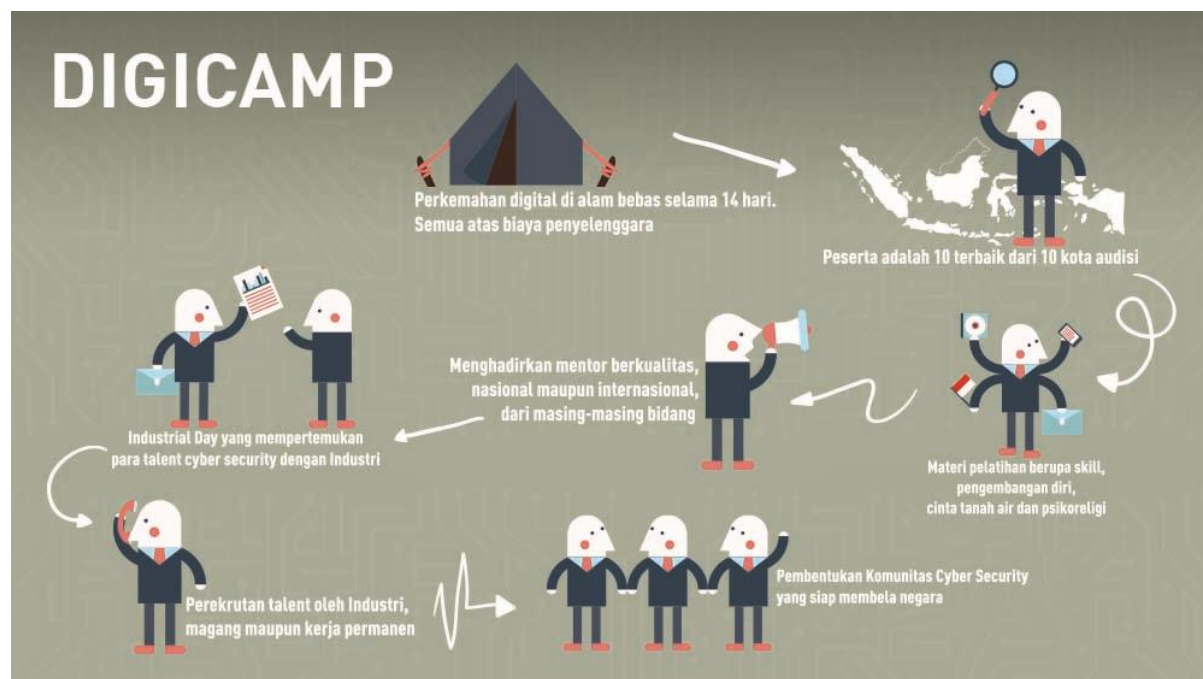 DIGICAMP
Perkemahan digital di alam bebas selama 14 hari.
Semua atas biaya penyelenggara
Peserta adalah 10 terbaik dari 10 kota audisi
Materi pelatihan berupa skill,
pengembangan diri,
cinta tanah air dan psikoreligi
Menghadirkan mentor berkualitas,
nasional maupun internasional,
dari masing-masing bidang
Industrial Day yang mempertemukan
para talent cyber security dengan Industri
Perekrutan talent oleh Industri,
magang maupun kerja permanen
Pembentukan Komunitas Cyber Security
yang siap membela negara